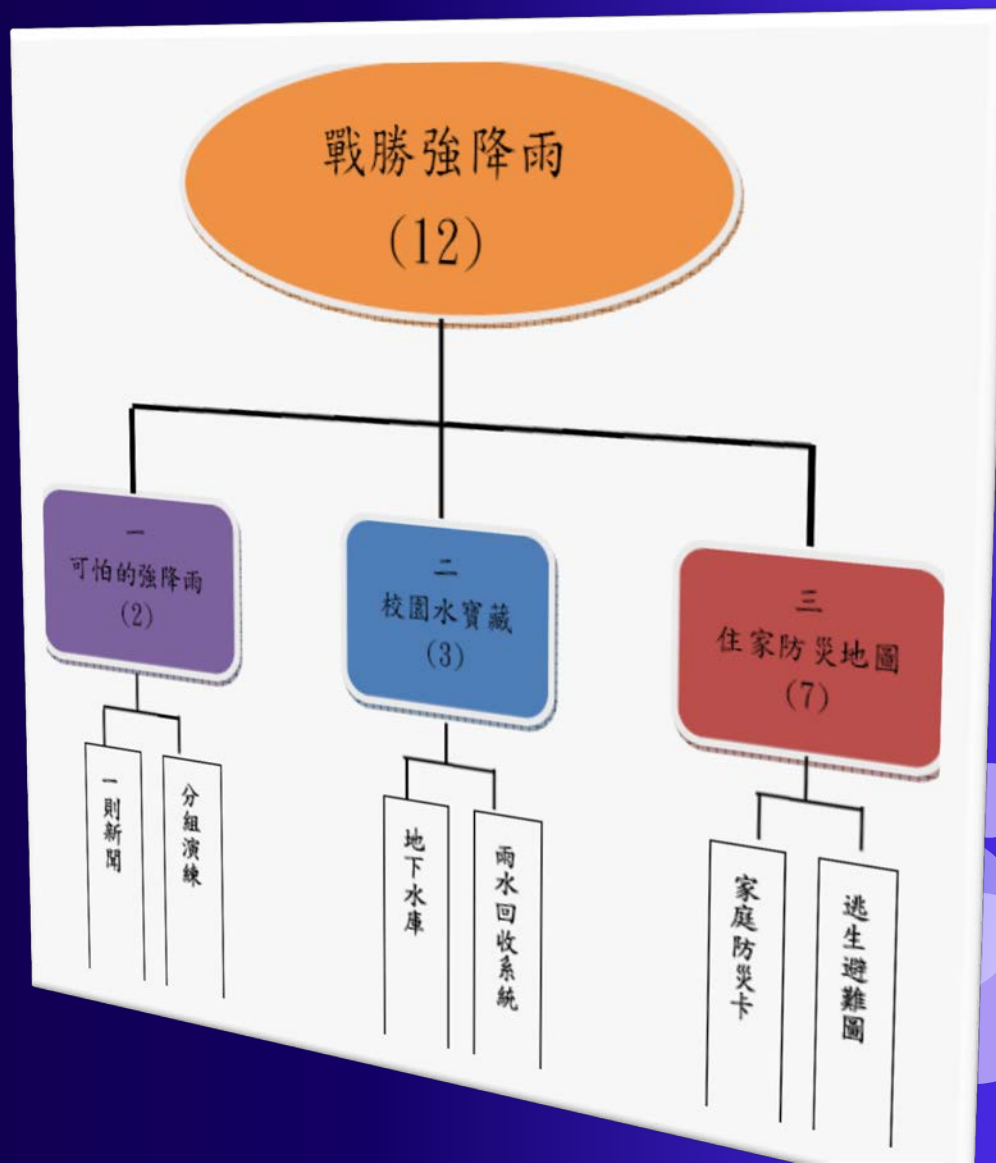 戰勝強降雨
(12)
一
可怕的強降雨
(2)
二
校園水寶藏
(3)
三
住家防災地圖
(7)
一則新聞
分組演練
地下水庫
雨水回收系統
家庭防災卡
逃生避難圖